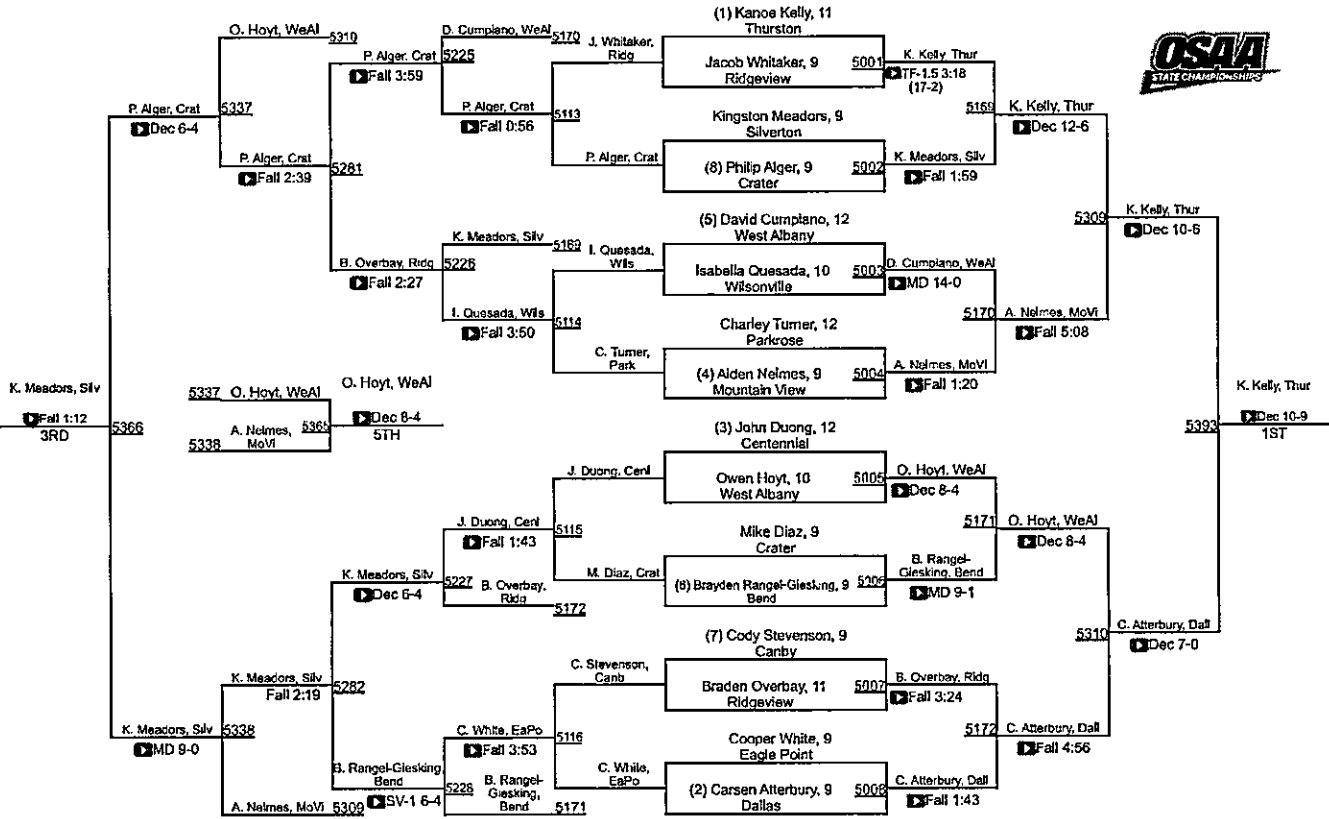 OSAA
STATE CHAMPIONSHIPS
(1) Kanoe Kelly, 11
Thurston
Jacob Whitaker, 9
Ridgeview
5001
Kingston Meadors, 9
Silverton
(8) Philip Alger, 9
Crater
5002
(5) David Cumpiano, 12
West Albany
Isabella Quesada, 10
Wilsonville
5003
Charley Turner, 12
Parkrose
(4) Aiden Nelmes, 9
Mountain View
5004
(3) John Duong, 12
Centennial
Owen Hoyt, 10
West Albany
5005
Mike Diaz, 9
Crater
(6) Brayden Rangel-Giesking, 9
Bend
5006
(7) Cody Stevenson, 9
Canby
Braden Overbay, 11
Ridgeview
5007
Cooper White, 9
Eagle Point
(2) Carsen Atterbury, 9
Dallas
5008
K. Kelly, Thur
TF-1.5 3:18
(17-2)
5169
K. Meadors, Silv
Fall 1:59
D. Cumpiano, WeAl
MD 14-0
5170
A. Nelmes, MoVi
Fall 1:20
O. Hoyt, WeAl
Dec 8-4
5171
B. Rangel-
Giesking, Bend
MD 9-1
B. Overbay, Ridg
Fall 3:24
5172
C. Atterbury, Dall
Fall 1:43
K. Kelly, Thur
Dec 12-6
5309
A. Nelmes, MoVi
Fall 5:08
O. Hoyt, WeAl
Dec 8-4
5310
C. Atterbury, Dall
Fall 4:56
K. Kelly, Thur
Dec 10-6
5393
C. Atterbury, Dall
Dec 7-0
K. Kelly, Thur
Dec 10-9
1ST
J. Whitaker,
Ridg
5113
P. Alger, Crat
I. Quesada,
Wils
5114
C. Turner,
Park
J. Duong, Cenl
5115
M. Diaz, Crat
C. Stevenson,
Canb
5116
C. White,
EaPo
D. Cumpiano, WeAl
5170
5225
P. Alger, Crat
Fall 0:56
K. Meadors, Silv
5169
5226
I. Quesada, Wils
Fall 3:50
J. Duong, Cenl
Fall 1:43
5227
B. Overbay,
Ridg
5172
C. White, EaPo
Fall 3:53
5228
B. Rangel-
Giesking,
Bend
5171
P. Alger, Crat
Fall 3:59
5281
B. Overbay, Ridg
Fall 2:27
K. Meadors, Silv
Dec 6-4
5282
B. Rangel-Giesking,
Bend
SV-1 6-4
O. Hoyt, WeAl
5310
5337
P. Alger, Crat
Fall 2:39
K. Meadors, Silv
Fall 2:19
5338
A. Nelmes, MoVi
5309
P. Alger, Crat
Dec 6-4
5366
K. Meadors, Silv
MD 9-0
K. Meadors, Silv
Fall 1:12
3RD
5337
O. Hoyt, WeAl
5365
5338
A. Nelmes,
MoVi
O. Hoyt, WeAl
Dec 8-4
5TH